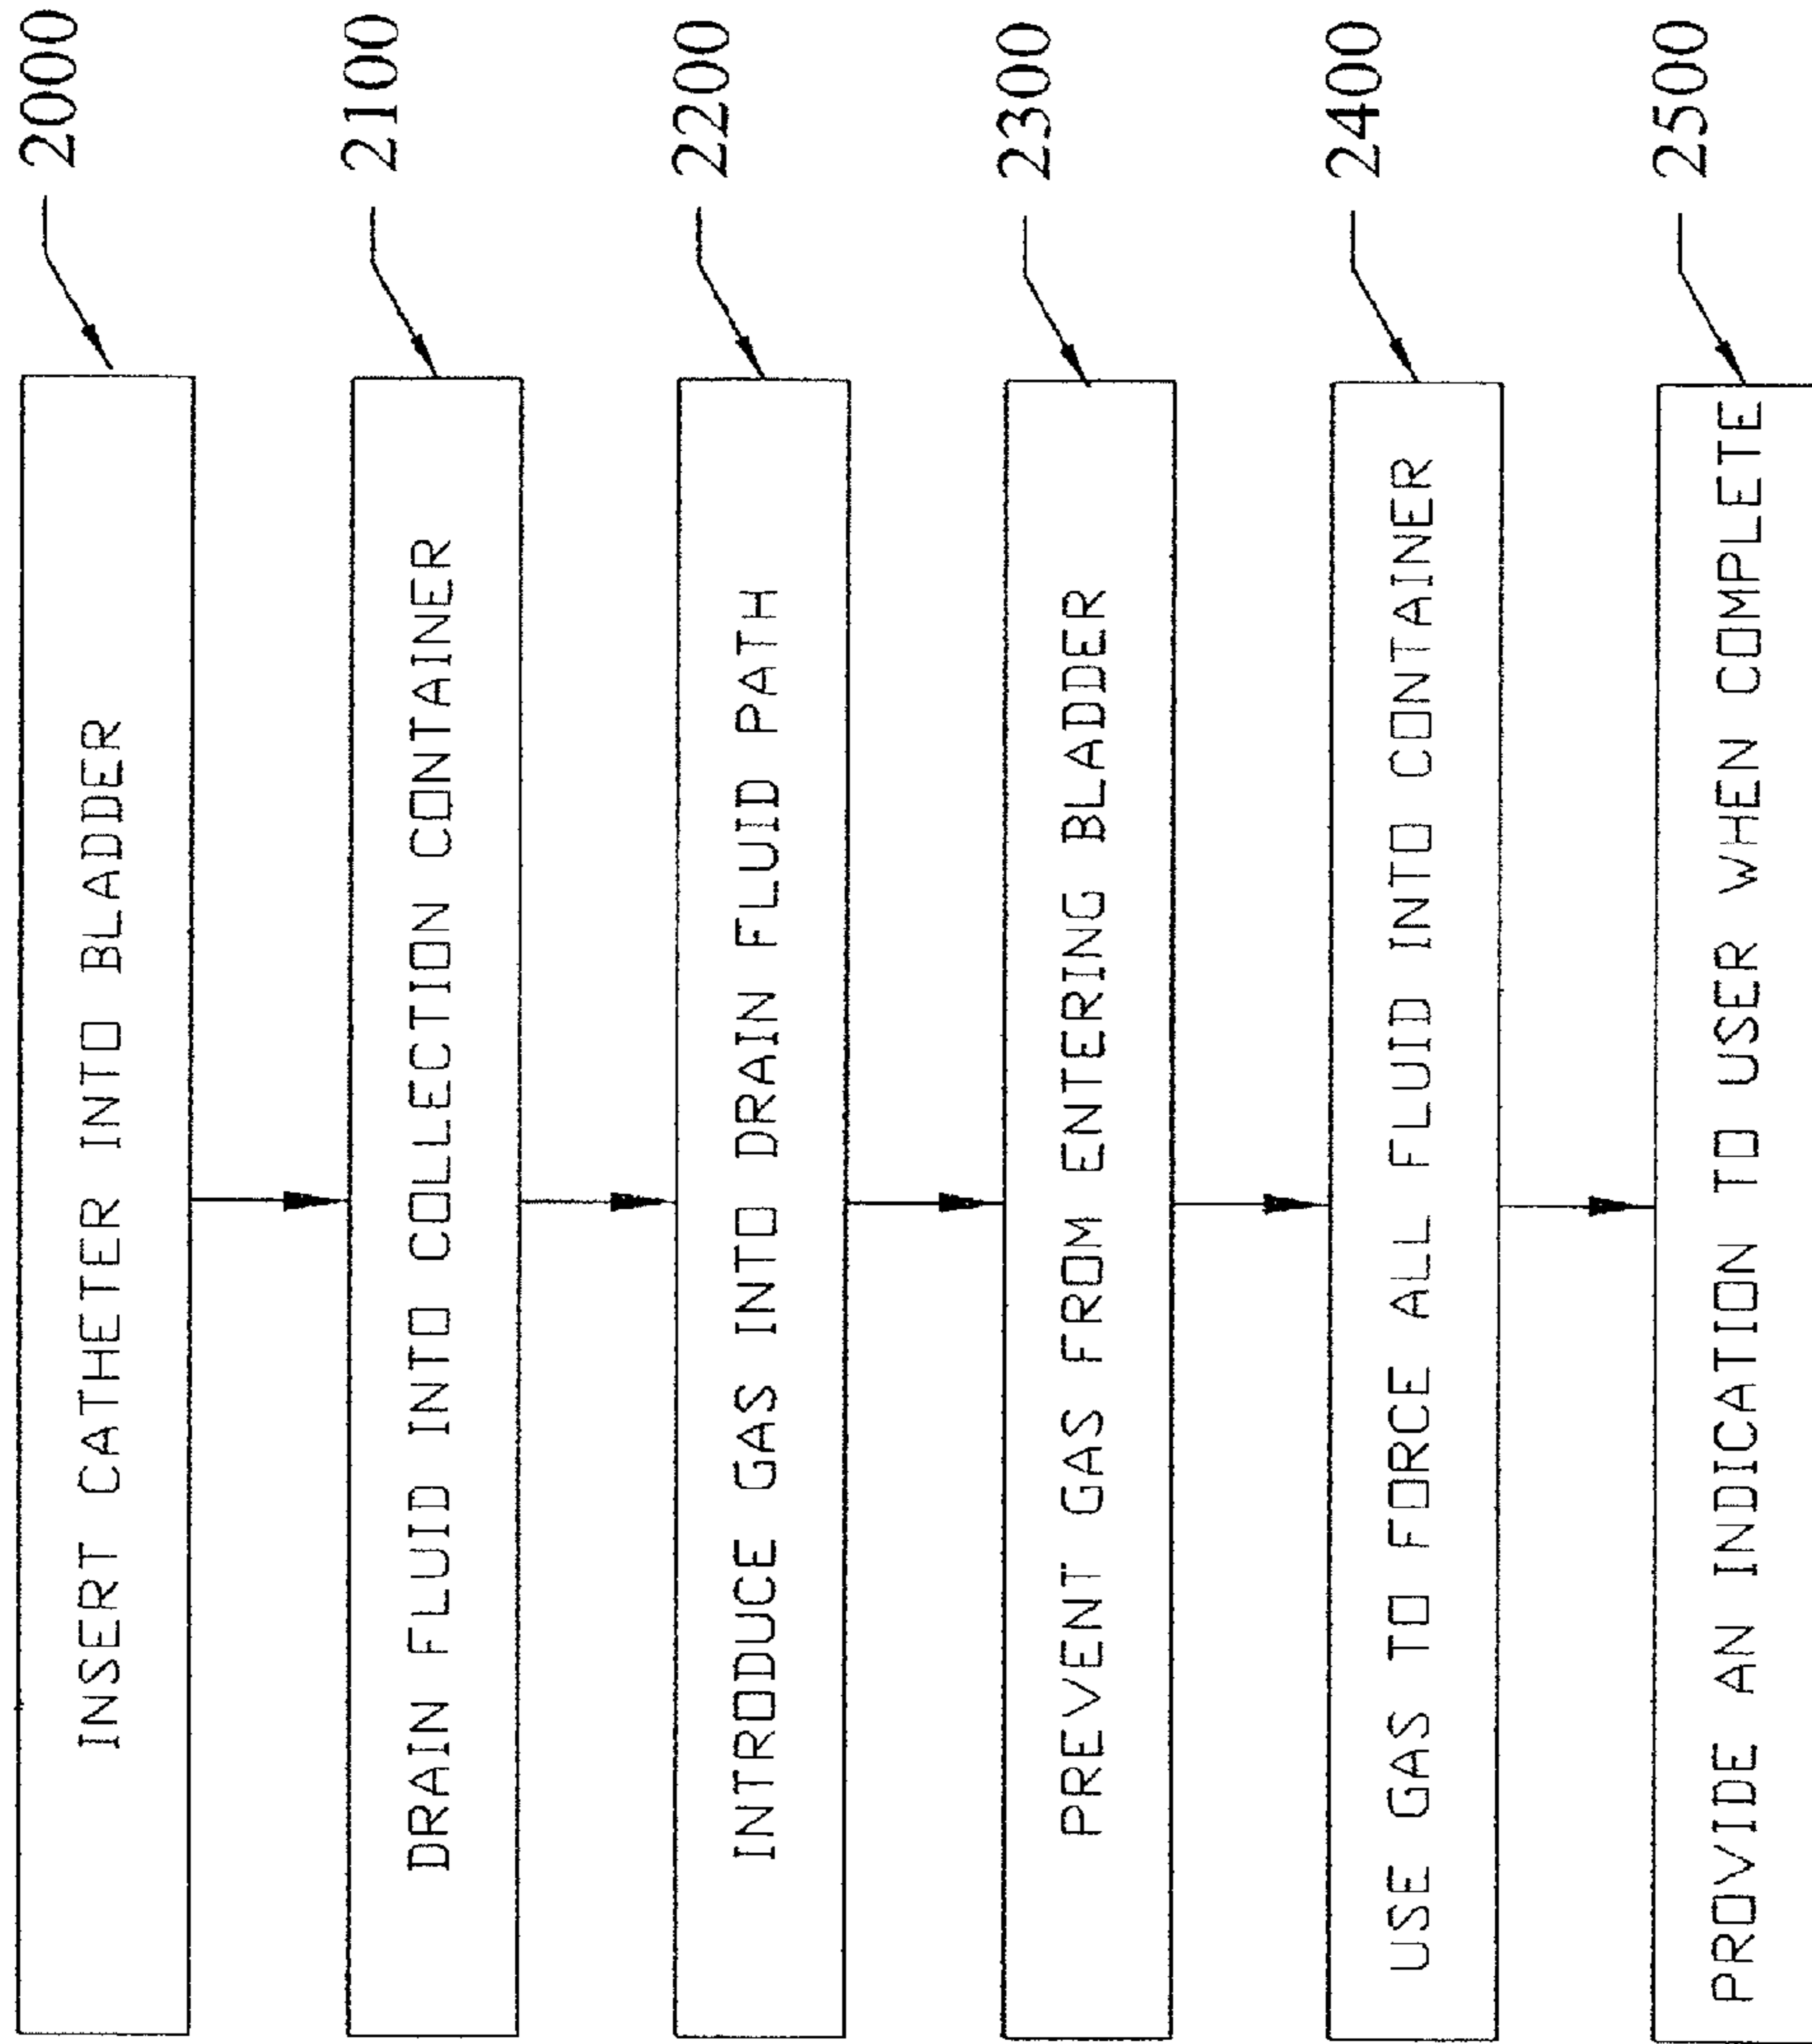 INSERT CATHETER INTO BLADDER
2000
DRAIN FLUID INTO COLLECTION CONTAINER
2100
INTRODUCE GAS INTO DRAIN FLUID PATH
2200
PREVENT GAS FROM ENTERING BLADDER
2300
USE GAS TO FORCE ALL FLUID INTO CONTAINER
2400
PROVIDE AN INDICATION TO USER WHEN COMPLETE
2500